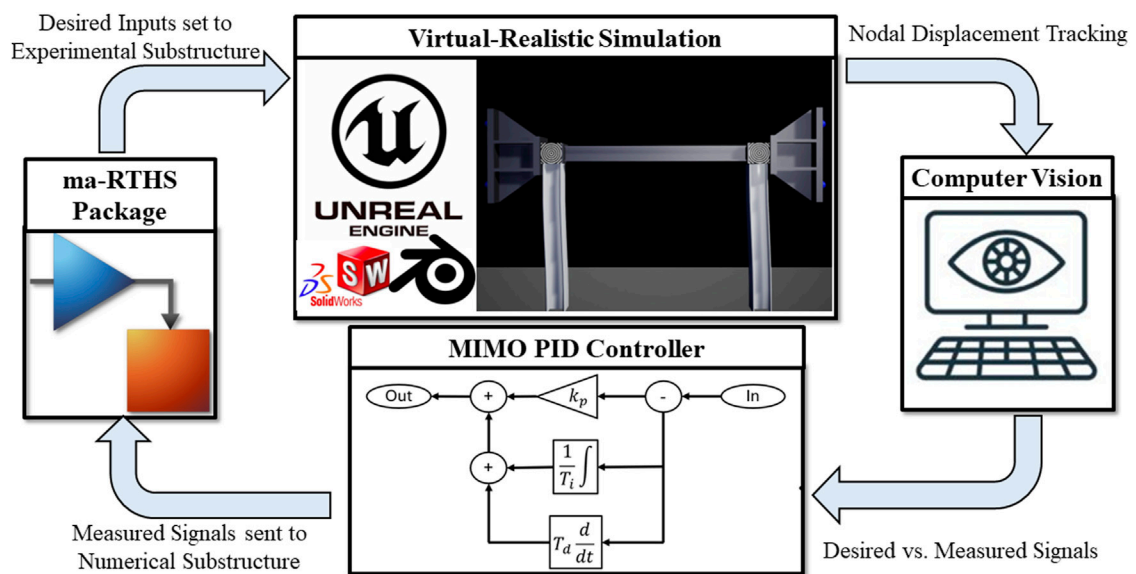 Desired Inputs set to
Experimental Substructure
Virtual-Realistic Simulation
Nodal Displacement Tracking
UNREAL
ENGINE
DS
SolidWorks
SW
ma-RTHS
Package
Computer Vision
MIMO PID Controller
Out
+
k_p
-
In
+
1/T_i ∫
T_d d/dt
Measured Signals sent to
Numerical Substructure
Desired vs. Measured Signals